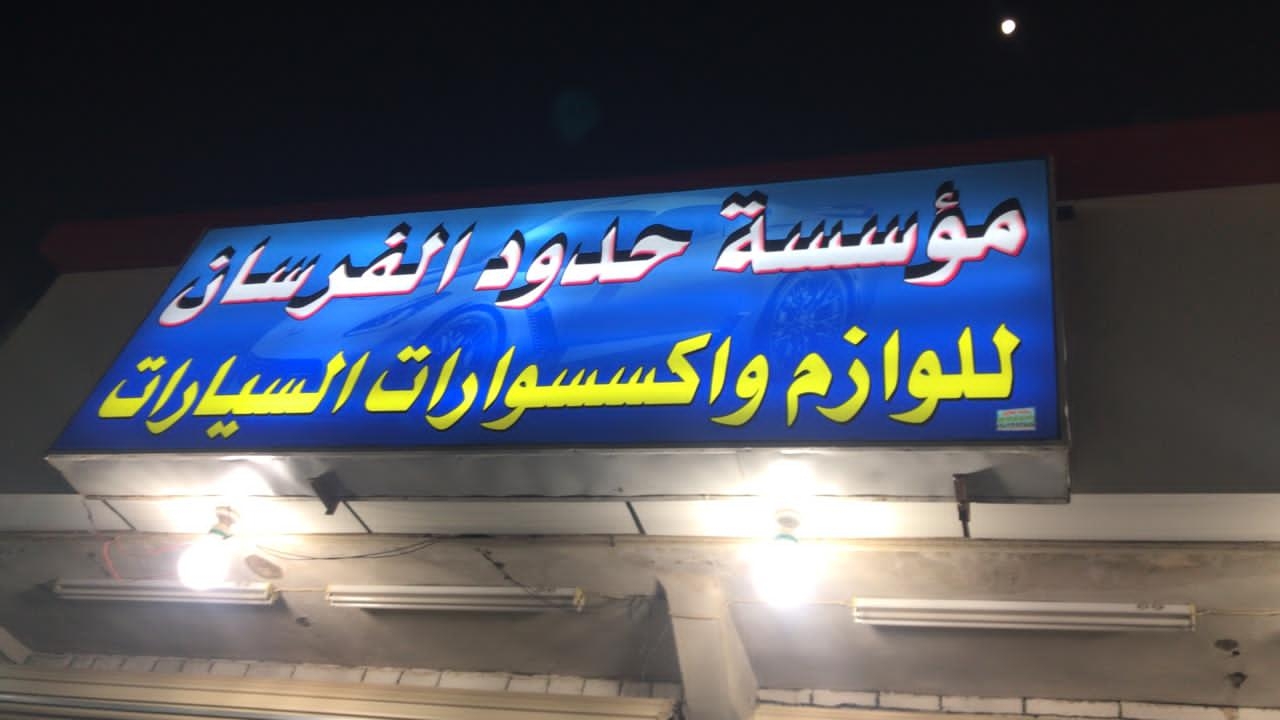 مؤسسة حدود الفرسان
للوازم واكسسوارات السيارات